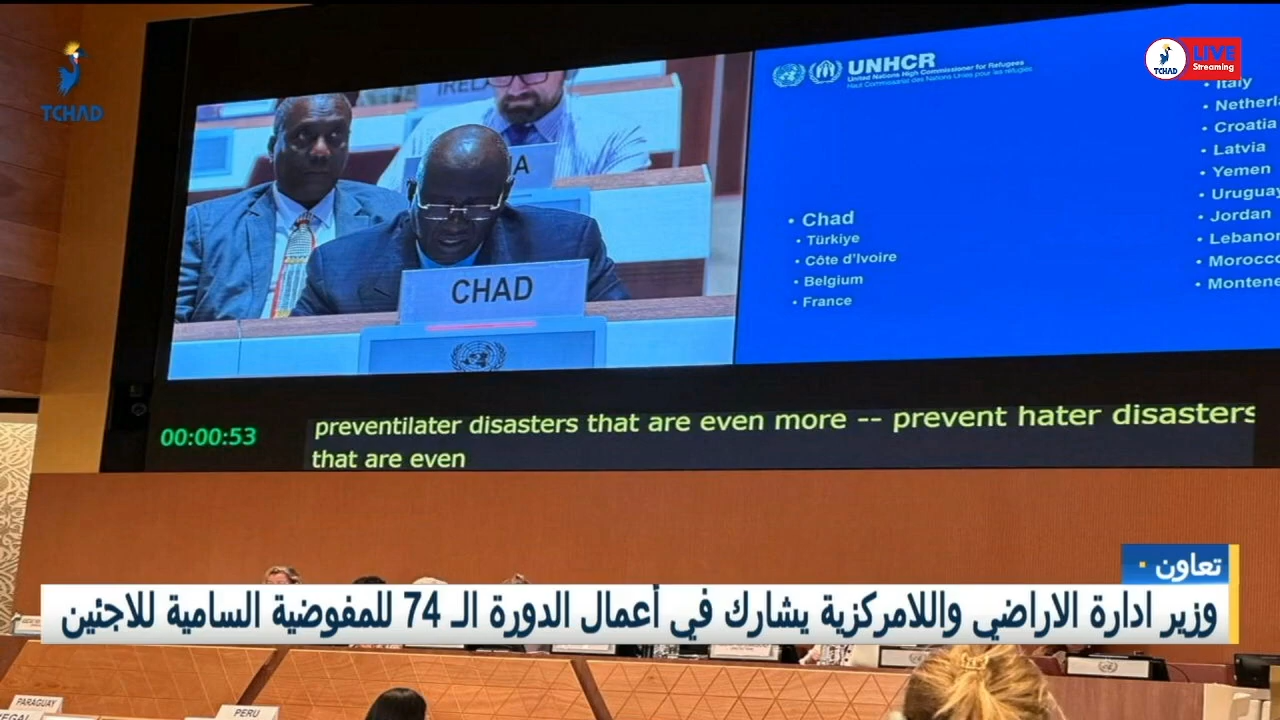 TCHAD
TCHAD
LIVE
Streaming
UNHCR
United Nations High Commissioner for Refugees
Haut Commissariat des Nations Unies pour les réfugiés
IRELA
A
CHAD
• Chad
• Türkiye
• Côte d'Ivoire
• Belgium
• France
• Italy
• Netherl
• Croatia
• Latvia
• Yemen
• Uruguay
• Jordan
• Lebanon
• Morocco
• Montene
00:00:53
preventilater disasters that are even more -- prevent hater disasters
that are even
تعاون
وزير ادارة الاراضي واللامركزية يشارك في أعمال الدورة الـ 74 للمفوضية السامية للاجئين
PARAGUAY
PERU
EGAL